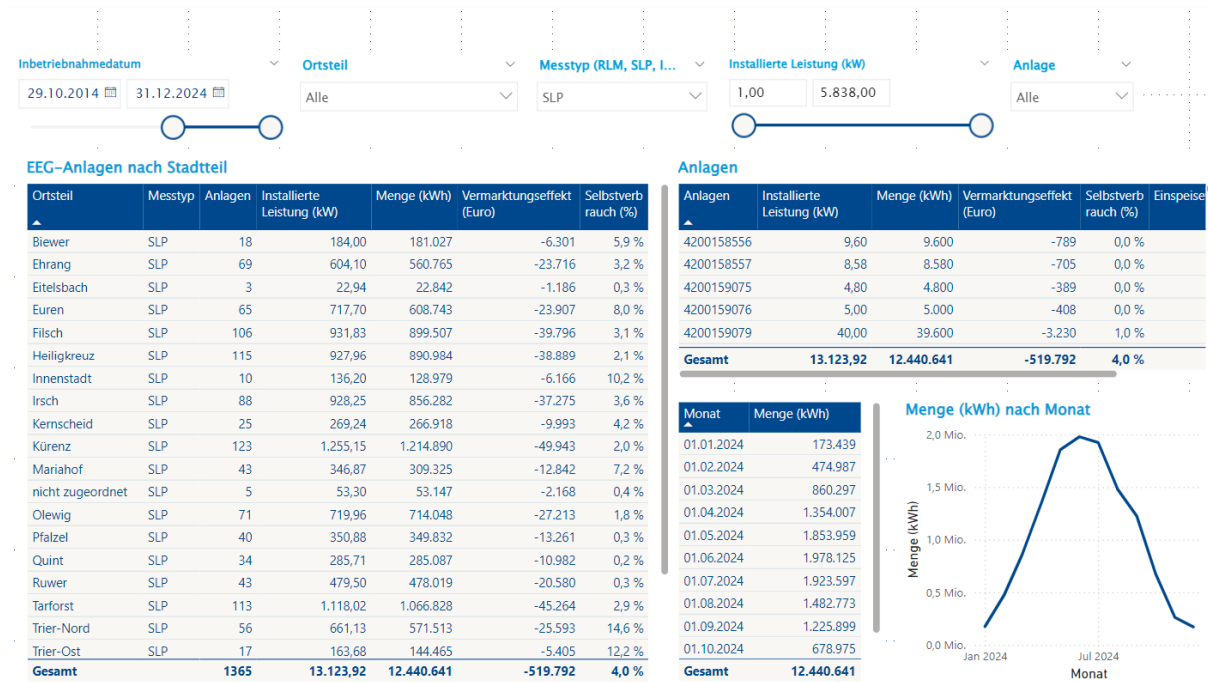 Inbetriebnahmedatum
29.10.2014 31.12.2024
Ortsteil
Alle
Messtyp (RLM, SLP, I...
SLP
Installierte Leistung (kW)
1,00 5.838,00
Anlage
Alle
EEG-Anlagen nach Stadtteil
Ortsteil Messtyp Anlagen Installierte Menge (kWh) Vermarktungseffekt Selbstverb
Leistung (kW) (Euro) rauch (%)
Biewer SLP 18 184,00 181.027 -6.301 5,9 %
Ehrang SLP 69 604,10 560.765 -23.716 3,2 %
Eitelsbach SLP 3 22,94 22.842 -1.186 0,3 %
Euren SLP 65 717,70 608.743 -23.907 8,0 %
Filsch SLP 106 931,83 899.507 -39.796 3,1 %
Heiligkreuz SLP 115 927,96 890.984 -38.889 2,1 %
Innenstadt SLP 10 136,20 128.979 -6.166 10,2 %
Irsch SLP 88 928,25 856.282 -37.275 3,6 %
Kernscheid SLP 25 269,24 266.918 -9.993 4,2 %
Kürenz SLP 123 1.255,15 1.214.890 -49.943 2,0 %
Mariahof SLP 43 346,87 309.325 -12.842 7,2 %
nicht zugeordnet SLP 5 53,30 53.147 -2.168 0,4 %
Olewig SLP 71 719,96 714.048 -27.213 1,8 %
Pfalzel SLP 40 350,88 349.832 -13.261 0,3 %
Quint SLP 34 285,71 285.087 -10.982 0,2 %
Ruwer SLP 43 479,50 478.019 -20.580 0,3 %
Tarforst SLP 113 1.118,02 1.066.828 -45.264 2,9 %
Trier-Nord SLP 56 661,13 571.513 -25.593 14,6 %
Trier-Ost SLP 17 163,68 144.465 -5.405 12,2 %
Gesamt 1365 13.123,92 12.440.641 -519.792 4,0 %
Anlagen
Anlagen Installierte Menge (kWh) Vermarktungseffekt Selbstverb Einspeise
Leistung (kW) (Euro) rauch (%)
4200158556 9,60 9.600 -789 0,0 %
4200158557 8,58 8.580 -705 0,0 %
4200159075 4,80 4.800 -389 0,0 %
4200159076 5,00 5.000 -408 0,0 %
4200159079 40,00 39.600 -3.230 1,0 %
Gesamt 13.123,92 12.440.641 -519.792 4,0 %
Monat Menge (kWh)
01.01.2024 173.439
01.02.2024 474.987
01.03.2024 860.297
01.04.2024 1.354.007
01.05.2024 1.853.959
01.06.2024 1.978.125
01.07.2024 1.923.597
01.08.2024 1.482.773
01.09.2024 1.225.899
01.10.2024 678.975
Gesamt 12.440.641
Menge (kWh) nach Monat
2,0 Mio.
1,5 Mio.
1,0 Mio.
0,5 Mio.
0,0 Mio.
Menge (kWh)
Jan 2024 Jul 2024
Monat